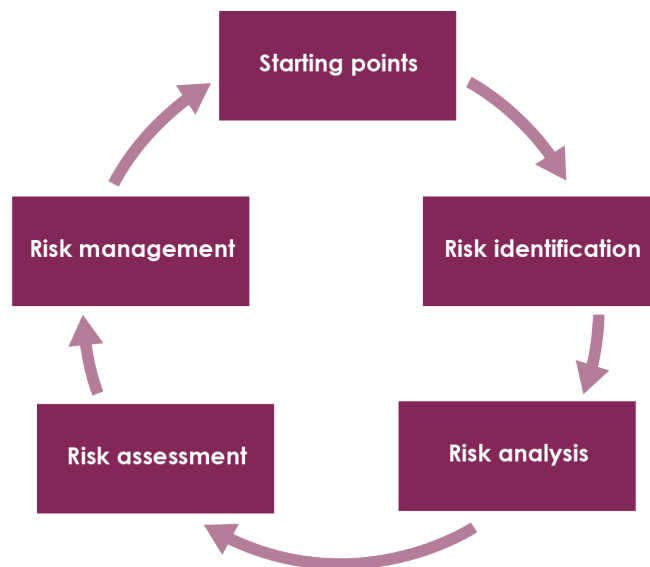 Starting points
Risk identification
Risk analysis
Risk assessment
Risk management